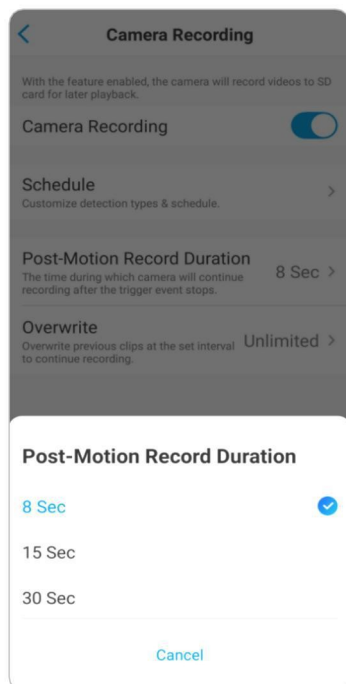 Camera Recording
With the feature enabled, the camera will record videos to SD
card for later playback.
Camera Recording
Schedule
Customize detection types & schedule.
Post-Motion Record Duration
The time during which camera will continue
recording after the trigger event stops.
8 Sec
Overwrite
Overwrite previous clips at the set interval
to continue recording.
Unlimited
Post-Motion Record Duration
8 Sec
15 Sec
30 Sec
Cancel